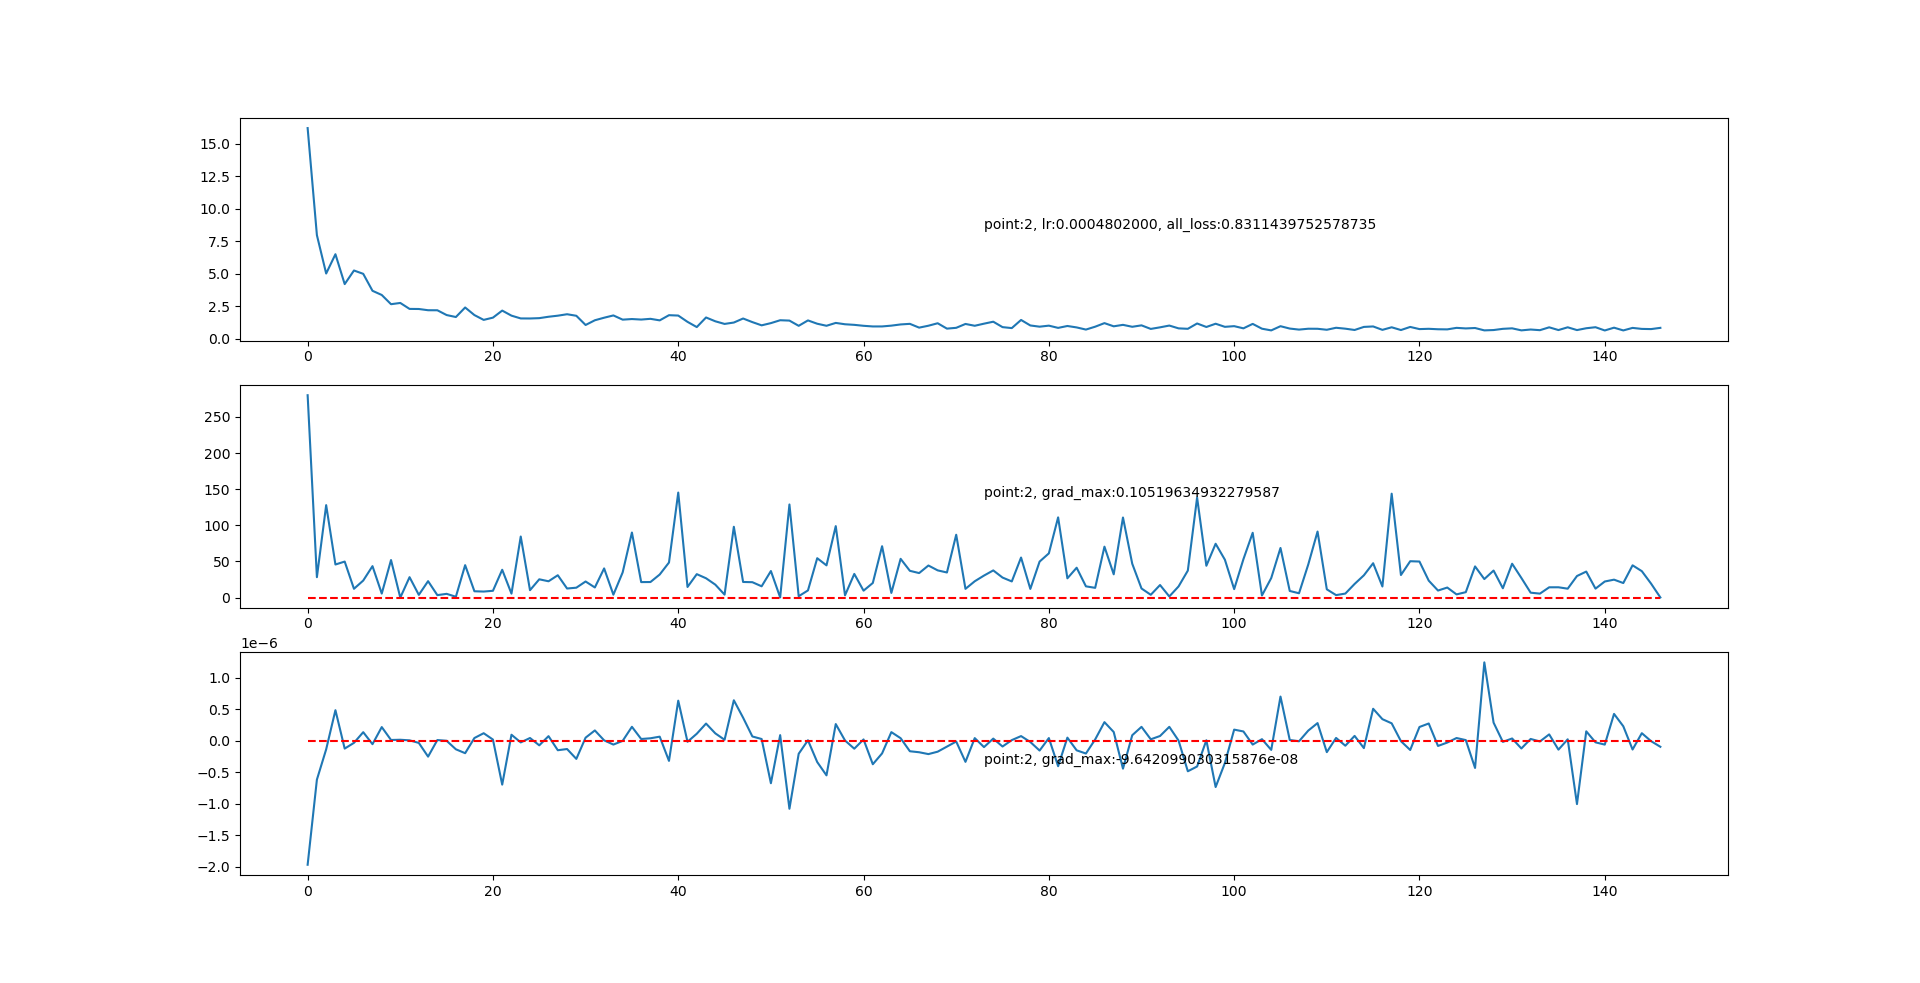 15.0
12.5
10.0
7.5
5.0
2.5
0.0
point:2, lr:0.0004802000, all_loss:0.8311439752578735
0 20 40 60 80 100 120 140
250
200
150
100
50
0
point:2, grad_max:0.10519634932279587
0 20 40 60 80 100 120 140
1e−6
1.0
0.5
0.0
−0.5
−1.0
−1.5
−2.0
point:2, grad_max:-9.642099030315876e-08
0 20 40 60 80 100 120 140